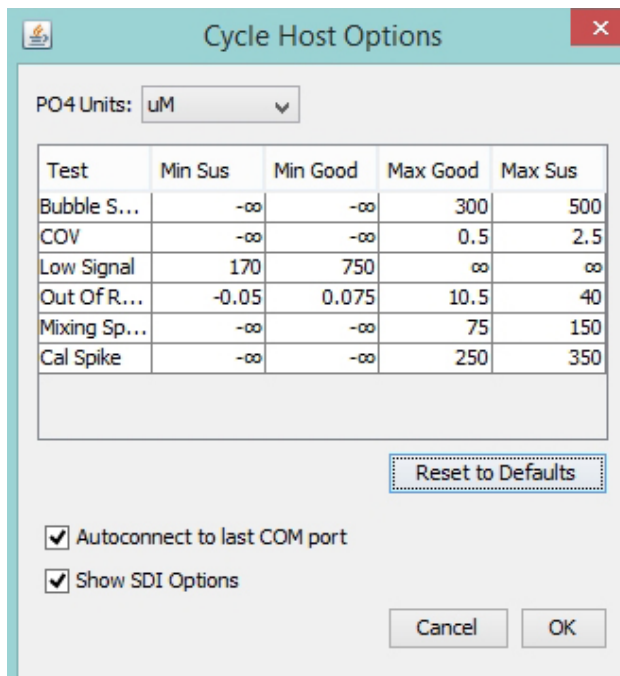 Cycle Host Options
PO4 Units: uM
Test Min Sus Min Good Max Good Max Sus
Bubble S... -∞ -∞ 300 500
COV -∞ -∞ 0.5 2.5
Low Signal 170 750 ∞ ∞
Out Of R... -0.05 0.075 10.5 40
Mixing Sp... -∞ -∞ 75 150
Cal Spike -∞ -∞ 250 350
Reset to Defaults
Autoconnect to last COM port
Show SDI Options
Cancel OK